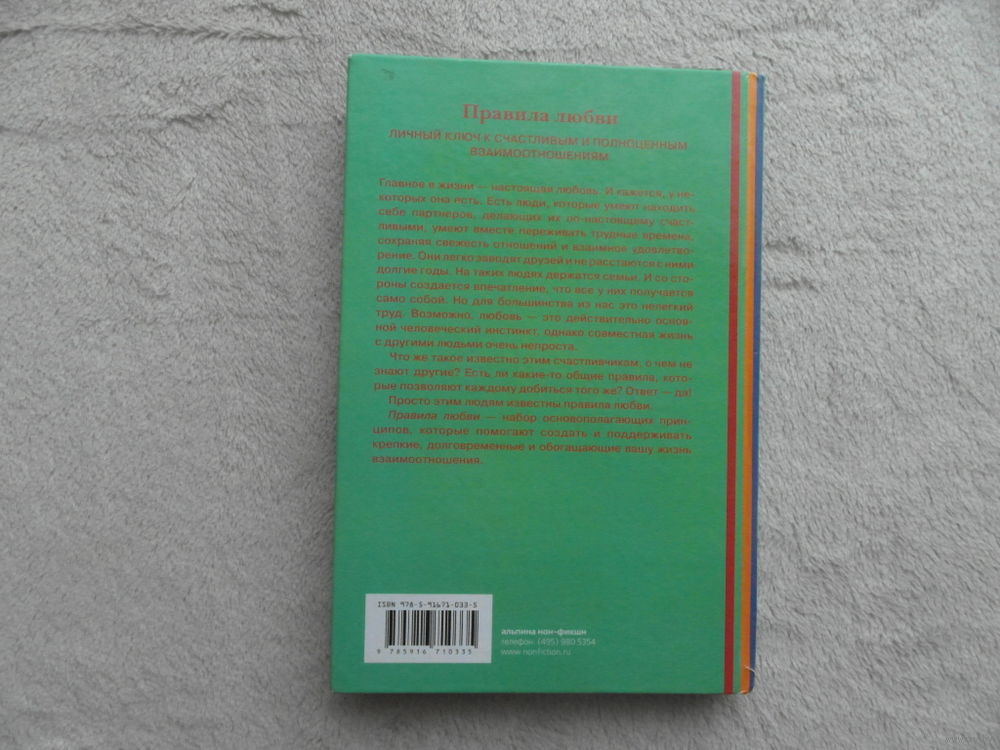 Правила любви
ЛИЧНЫЙ КЛЮЧ К СЧАСТЛИВЫМ И ПОЛНОЦЕННЫМ
ВЗАИМООТНОШЕНИЯМ
Главное в жизни — настоящая любовь. И кажется, у не-
которых она есть. Есть люди, которые умеют находить
себе партнеров, делающих их по-настоящему счаст-
ливыми, умеют вместе переживать трудные времена,
сохраняя свежесть отношений и взаимное удовлетво-
рение. Они легко заводят друзей и не расстаются с ними
долгие годы. На таких людях держатся семьи. И со сто-
роны создается впечатление, что все у них получается
само собой. Но для большинства из нас это нелегкий
труд. Возможно, любовь — это действительно основ-
ной человеческий инстинкт, однако совместная жизнь
с другими людьми очень непроста.
Что же такое известно этим счастливчикам, о чем не
знают другие? Есть ли какие-то общие правила, кото-
рые позволяют каждому добиться того же? Ответ — да!
Просто этим людям известны правила любви.
Правила любви — набор основополагающих прин-
ципов, которые помогают создать и поддерживать
крепкие, долговременные и обогащающие вашу жизнь
взаимоотношения.
ISBN 978-5-91671-033-5
9 785916 710335
альпина нон-фикшн
телефон: (495) 980 5354
www.nonfiction.ru